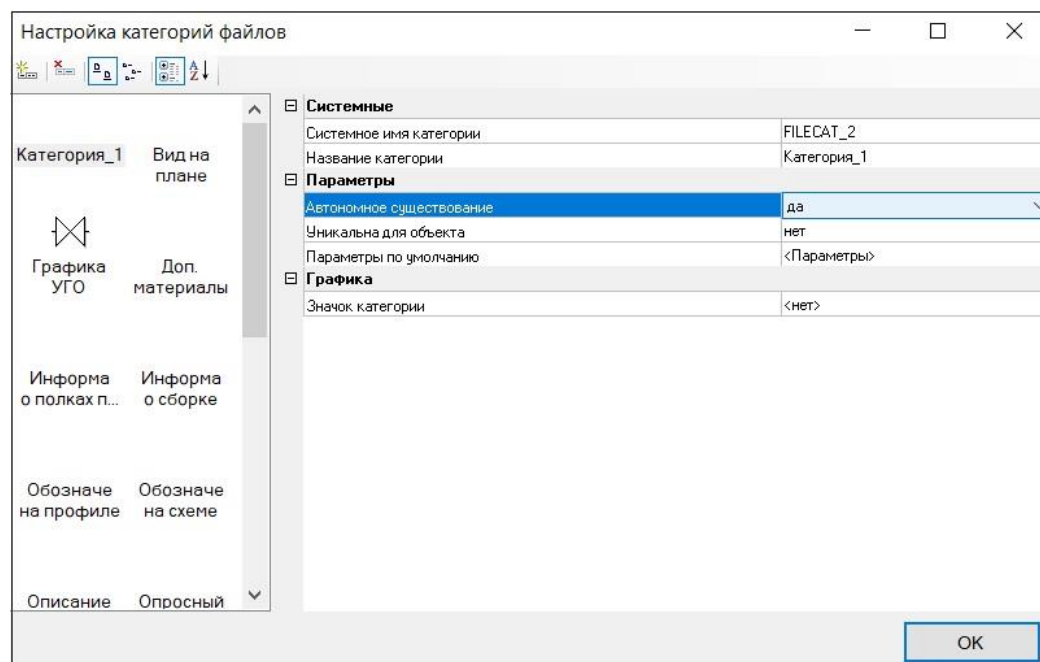 Настройка категорий файлов
Категория_1
Вид на
плане
Графика
УГО
Доп.
материалы
Информа
о полках п...
Информа
о сборке
Обозначе
на профиле
Обозначе
на схеме
Описание
Опросный
Системные
Системное имя категории FILECAT_2
Название категории Категория_1
Параметры
Автономное существование да
Уникальна для объекта нет
Параметры по умолчанию <Параметры>
Графика
Значок категории <нет>
OK